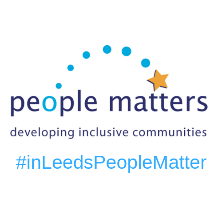 people matters
developing inclusive communities
#inLeedsPeopleMatter